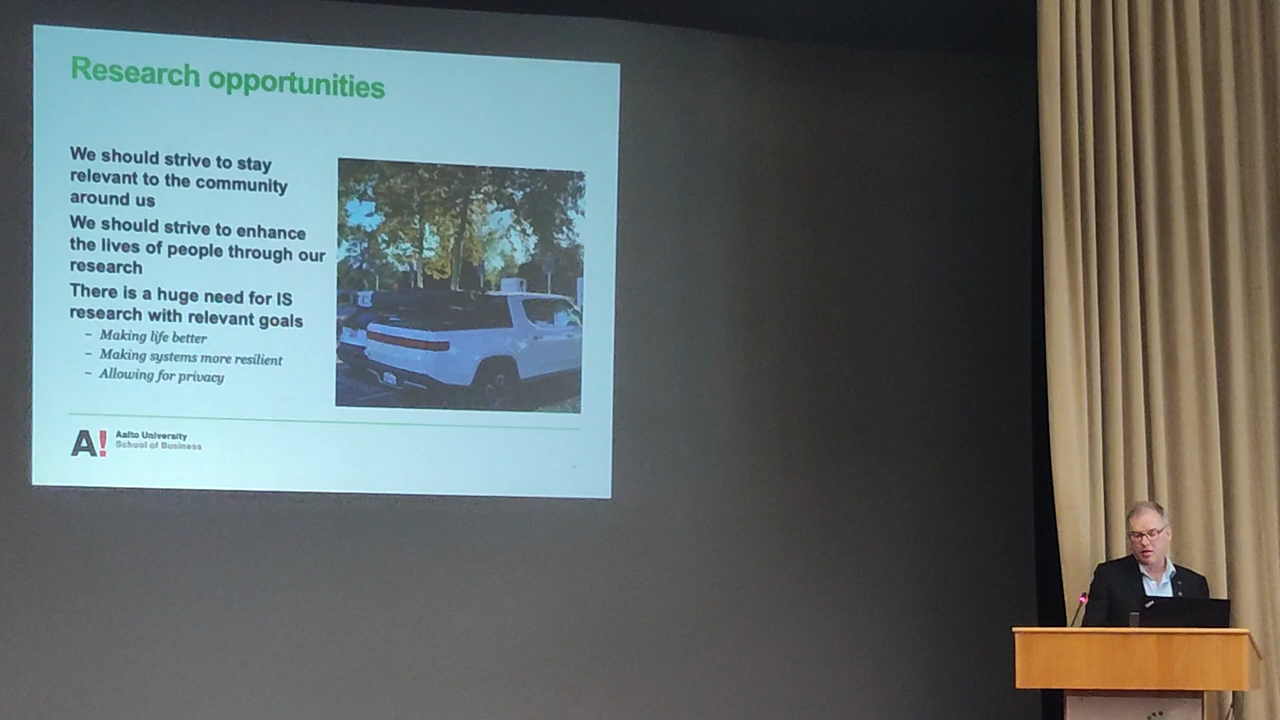 Research opportunities
We should strive to stay
relevant to the community
around us
We should strive to enhance
the lives of people through our
research
There is a huge need for IS
research with relevant goals
– Making life better
– Making systems more resilient
– Allowing for privacy
A!
Aalto University
School of Business